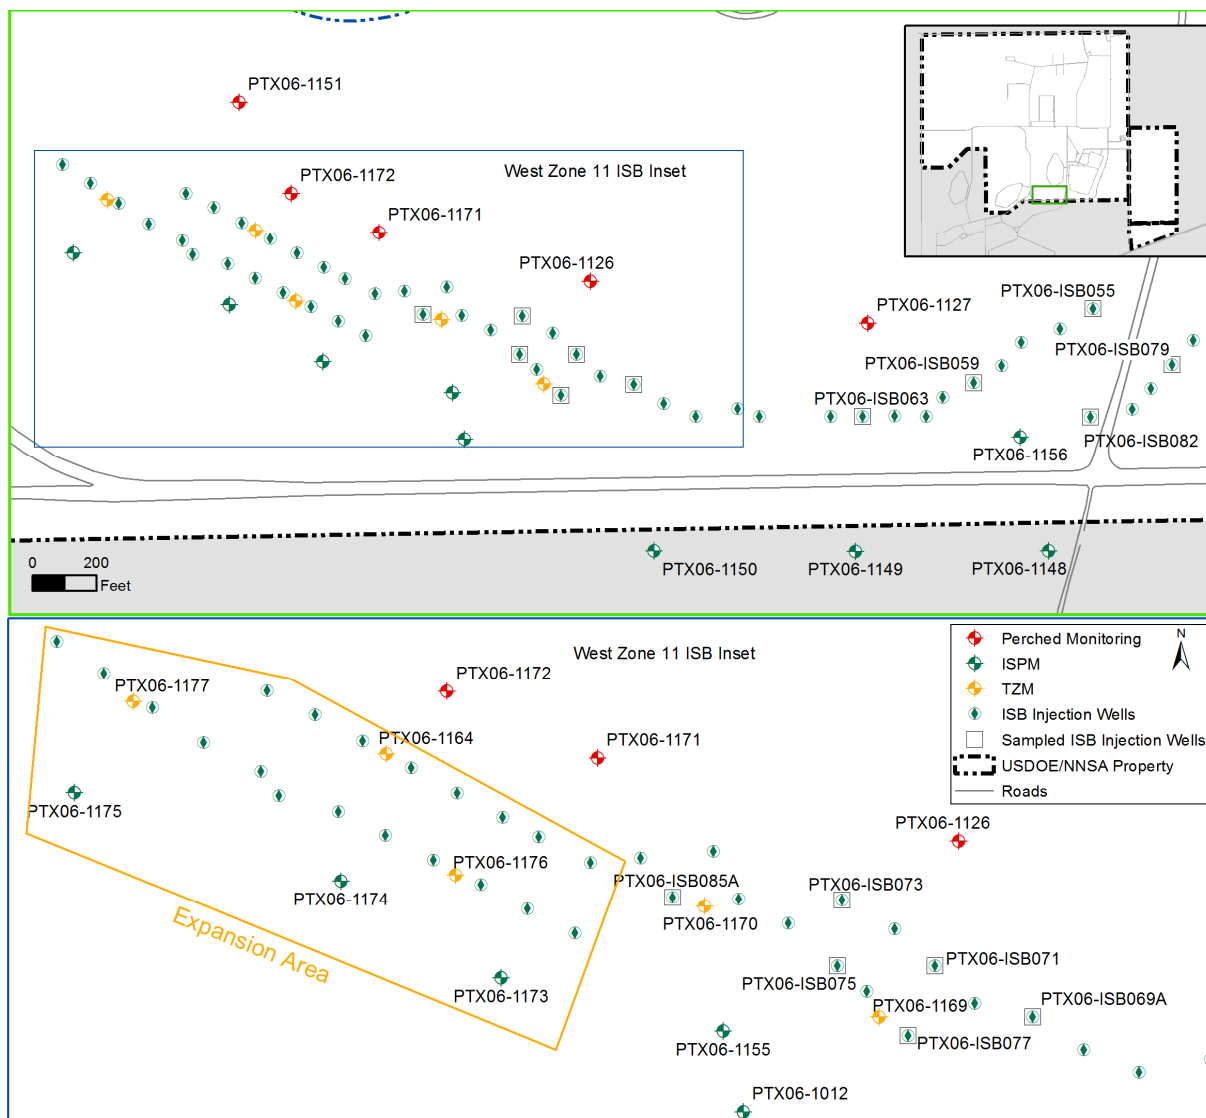 PTX06-1151
PTX06-1172
West Zone 11 ISB Inset
PTX06-1171
PTX06-1126
PTX06-1127
PTX06-ISB055
PTX06-ISB059
PTX06-ISB079
PTX06-ISB063
PTX06-1156
PTX06-ISB082
0 200
Feet
PTX06-1150
PTX06-1149
PTX06-1148
West Zone 11 ISB Inset
PTX06-1172
PTX06-1177
PTX06-1164
PTX06-1171
PTX06-1175
PTX06-1176
PTX06-1174
PTX06-1126
PTX06-ISB085A
PTX06-1170
PTX06-ISB073
Expansion Area
PTX06-1173
PTX06-ISB075
PTX06-ISB071
PTX06-1169
PTX06-ISB069A
PTX06-ISB077
PTX06-1155
PTX06-1012
Perched Monitoring
N
ISPM
TZM
ISB Injection Wells
Sampled ISB Injection Wells
USDOE/NNSA Property
Roads